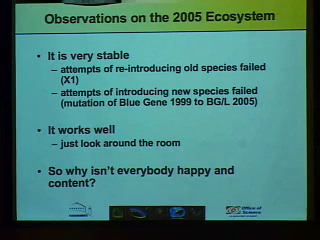 Observations on the 2005 Ecosystem
• It is very stable
– attempts of re-introducing old species failed
(X1)
– attempts of introducing new species failed
(mutation of Blue Gene 1999 to BG/L 2005)
• It works well
– just look around the room
• So why isn't everybody happy and
content?
Office of
Science